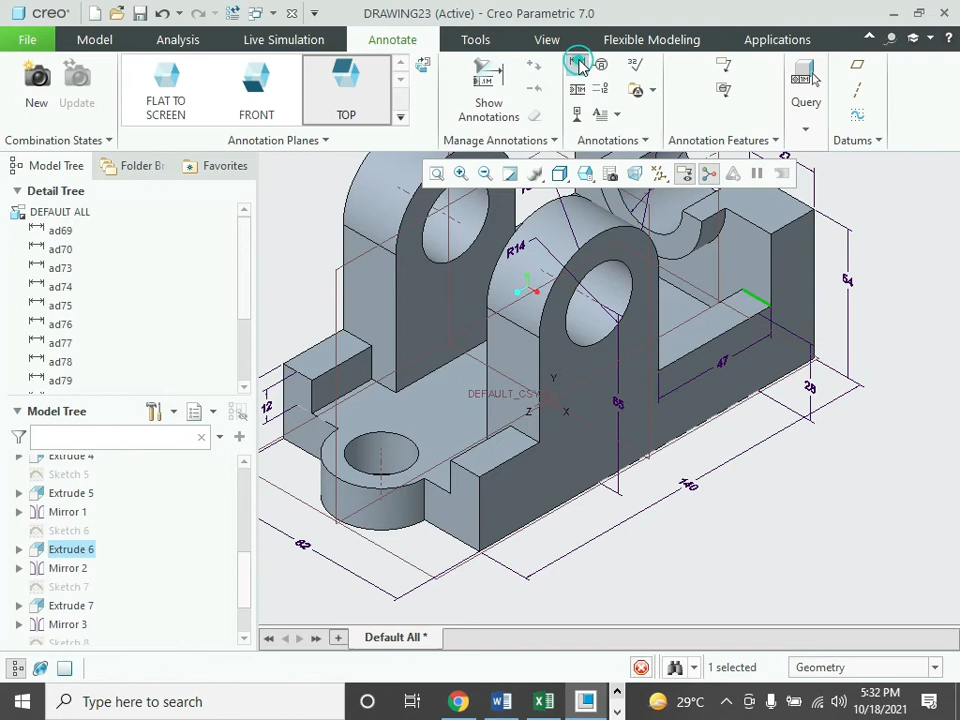 creo
DRAWING23 (Active) - Creo Parametric 7.0
File Model Analysis Live Simulation Annotate Tools View Flexible Modeling Applications
New
Update
FLAT TO SCREEN
FRONT
TOP
Show Annotations
Query
Combination States
Annotation Planes
Manage Annotations
Annotations
Annotation Features
Datums
Model Tree
Folder Br
Favorites
Detail Tree
DEFAULT ALL
ad69
ad70
ad73
ad74
ad75
ad76
ad77
ad78
ad79
Model Tree
Extrude 4
Sketch 5
Extrude 5
Mirror 1
Sketch 6
Extrude 6
Mirror 2
Sketch 7
Extrude 7
Mirror 3
Sketch 8
R14
54
47
28
68
12
140
82
DEFAULT_CSY
Y
Z
X
Default All *
1 selected
Geometry
Type here to search
29°C
5:32 PM
10/18/2021